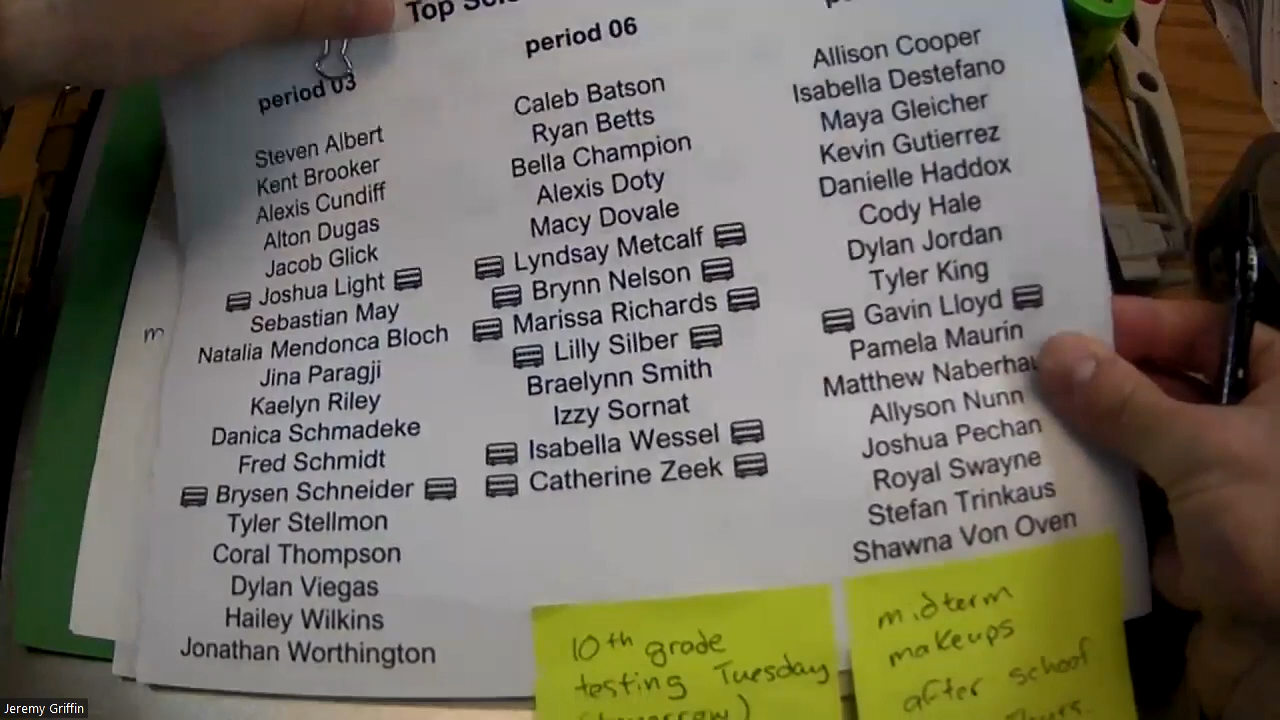 Top
period 03
Steven Albert
Kent Brooker
Alexis Cundiff
Alton Dugas
Jacob Glick
Joshua Light
Sebastian May
Natalia Mendonca Bloch
Jina Paragji
Kaelyn Riley
Danica Schmadeke
Fred Schmidt
Brysen Schneider
Tyler Stellmon
Coral Thompson
Dylan Viegas
Hailey Wilkins
Jonathan Worthington
period 06
Caleb Batson
Ryan Betts
Bella Champion
Alexis Doty
Macy Dovale
Lyndsay Metcalf
Brynn Nelson
Marissa Richards
Lilly Silber
Braelynn Smith
Izzy Sornat
Isabella Wessel
Catherine Zeek
Allison Cooper
Isabella Destefano
Maya Gleicher
Kevin Gutierrez
Danielle Haddox
Cody Hale
Dylan Jordan
Tyler King
Gavin Lloyd
Pamela Maurin
Matthew
Allyson Nunn
Joshua Pechan
Royal Swayne
Stefan Trinkaus
Shawna Von Oven
10th grade
testing Tuesday
(tomorrow)
midterm
makeups
after school
m
Jeremy Griffin